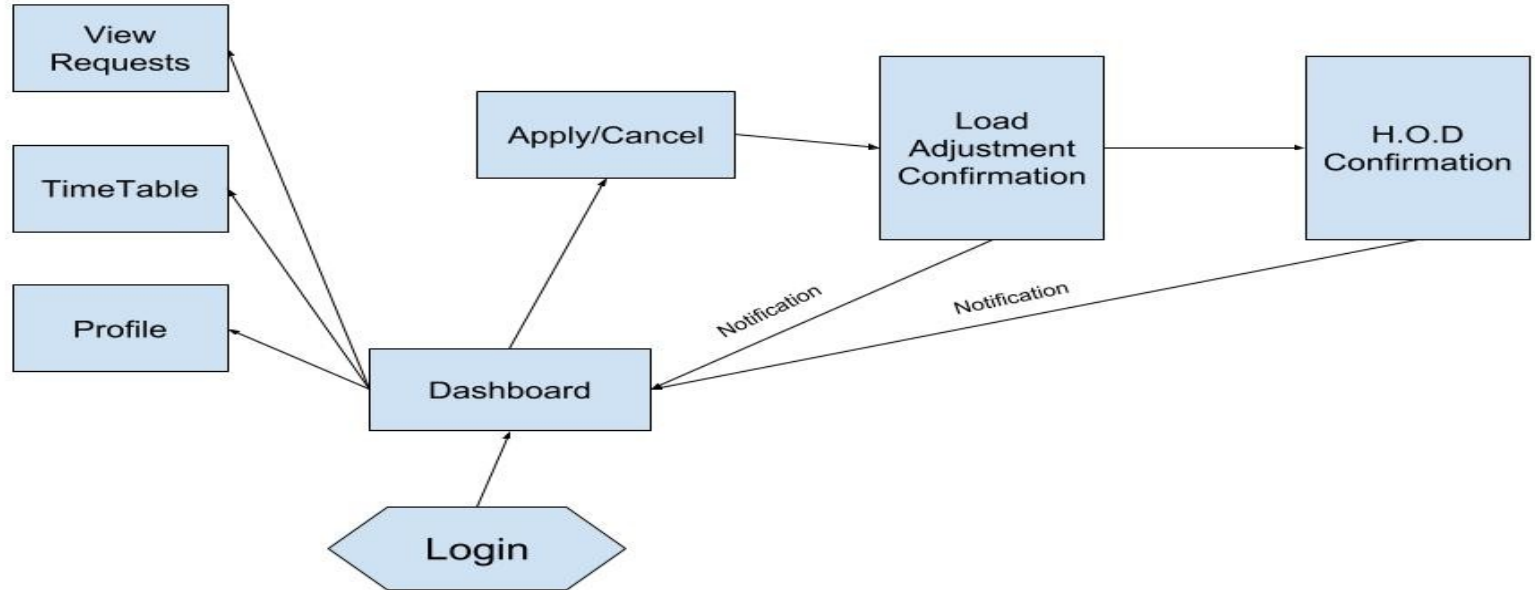 View
Requests
TimeTable
Profile
Apply/Cancel
Load
Adjustment
Confirmation
H.O.D
Confirmation
Notification
Notification
Dashboard
Login